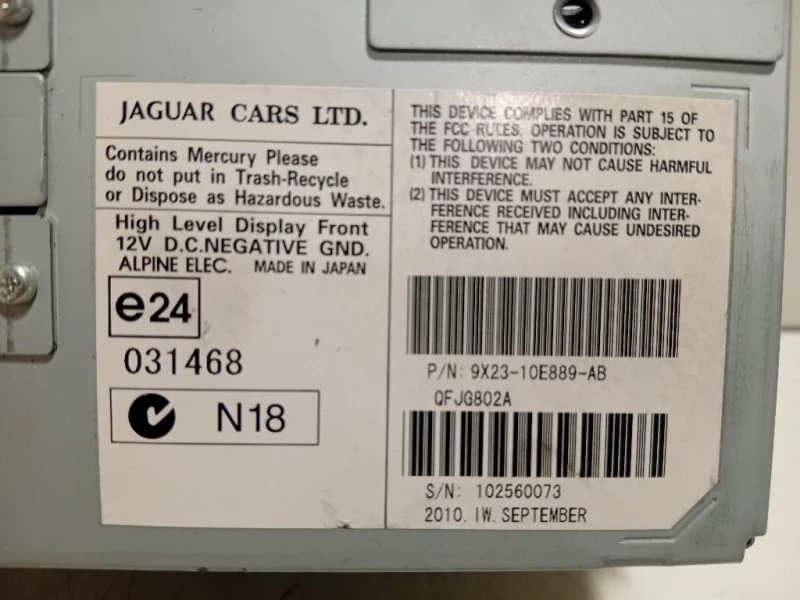 JAGUAR CARS LTD.
Contains Mercury Please
do not put in Trash-Recycle
or Dispose as Hazardous Waste.
High Level Display Front
12V D.C.NEGATIVE GND.
ALPINE ELEC. MADE IN JAPAN
e24
031468
N18
THIS DEVICE COMPLIES WITH PART 15 OF
THE FCC RULES. OPERATION IS SUBJECT TO
THE FOLLOWING TWO CONDITIONS:
(1) THIS DEVICE MAY NOT CAUSE HARMFUL
INTERFERENCE.
(2) THIS DEVICE MUST ACCEPT ANY INTER-
FERENCE RECEIVED INCLUDING INTER-
FERENCE THAT MAY CAUSE UNDESIRED
OPERATION.
P/N: 9X23-10E889-AB
QFJG802A
S/N: 102560073
2010. IW. SEPTEMBER